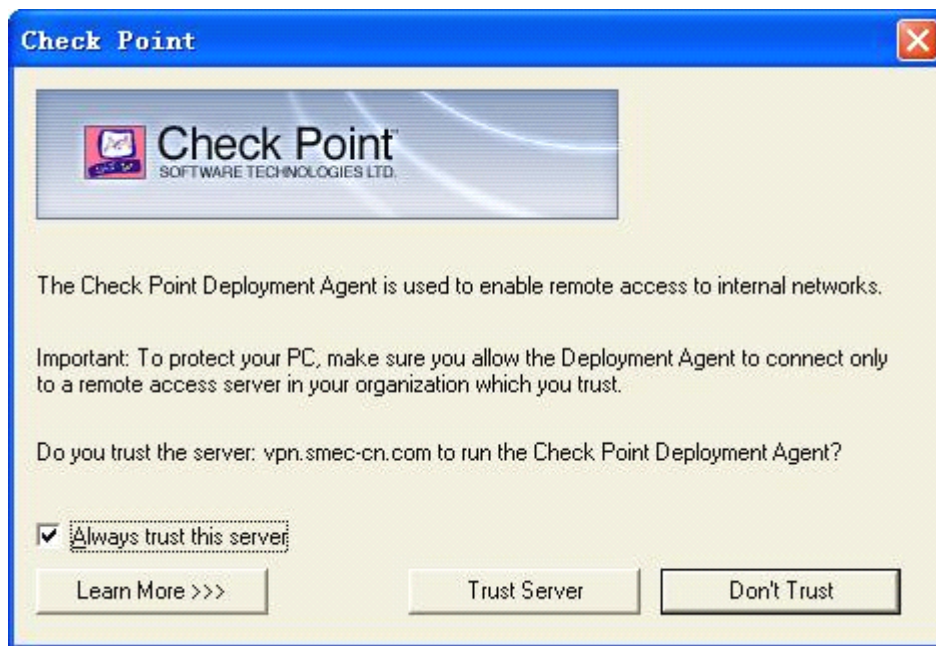 Check Point
Check Point
SOFTWARE TECHNOLOGIES LTD.
The Check Point Deployment Agent is used to enable remote access to internal networks.
Important: To protect your PC, make sure you allow the Deployment Agent to connect only
to a remote access server in your organization which you trust.
Do you trust the server: vpn.smec-cn.com to run the Check Point Deployment Agent?
Always trust this server
Learn More >>>
Trust Server
Don't Trust